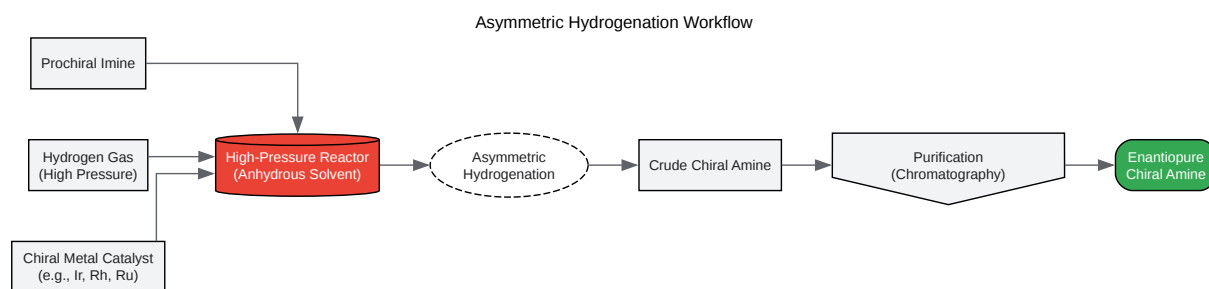 Asymmetric Hydrogenation Workflow
Prochiral Imine
Hydrogen Gas
(High Pressure)
Chiral Metal Catalyst
(e.g., Ir, Rh, Ru)
High-Pressure Reactor
(Anhydrous Solvent)
Asymmetric
Hydrogenation
Crude Chiral Amine
Purification
(Chromatography)
Enantiopure
Chiral Amine